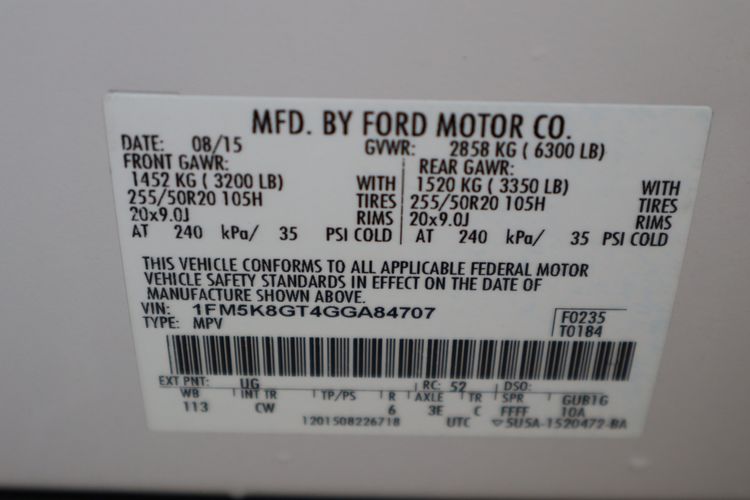 MFD. BY FORD MOTOR CO.
DATE: 08/15 GVWR: 2858 KG ( 6300 LB)
FRONT GAWR: REAR GAWR:
1452 KG ( 3200 LB) WITH 1520 KG ( 3350 LB) WITH
255/50R20 105H TIRES 255/50R20 105H TIRES
20x9.0J RIMS 20x9.0J RIMS
AT 240 kPa/ 35 PSI COLD AT 240 kPa/ 35 PSI COLD
THIS VEHICLE CONFORMS TO ALL APPLICABLE FEDERAL MOTOR
VEHICLE SAFETY STANDARDS IN EFFECT ON THE DATE OF
MANUFACTURE SHOWN ABOVE.
VIN: 1FM5K8GT4GGA84707 F0235
TYPE: MPV T0184
EXT PNT: UG RC: 52 DSO:
WB INT TR TP/PS R AXLE TR SPR GUB1G
113 CW 6 3E C FFFF 10A
1201508226718 UTC ▽5U5A-1520472-BA